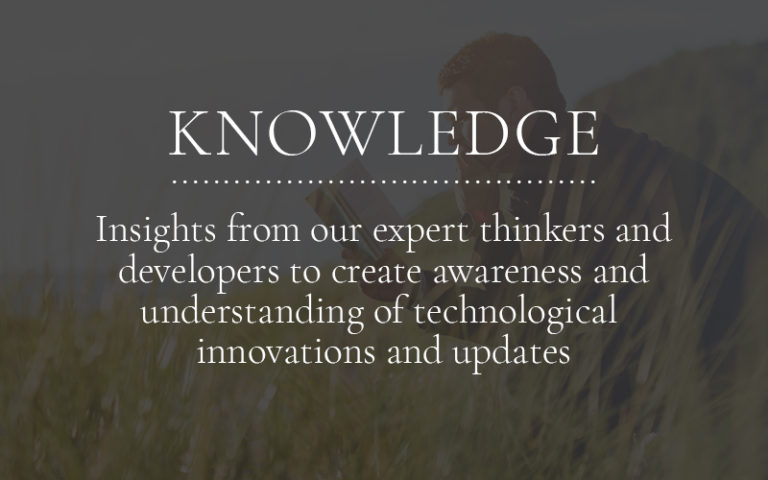 KNOWLEDGE
Insights from our expert thinkers and
developers to create awareness and
understanding of technological
innovations and updates